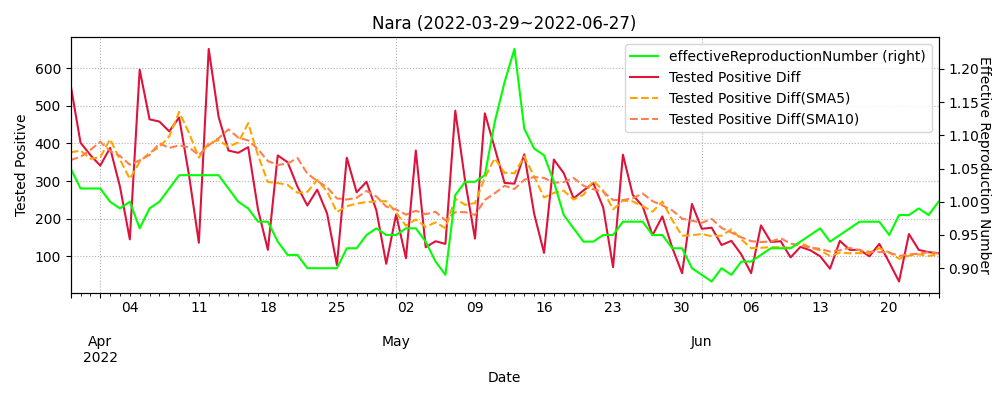 Nara (2022-03-29~2022-06-27)
effectiveReproductionNumber (right)
Tested Positive Diff
Tested Positive Diff(SMA5)
Tested Positive Diff(SMA10)
Tested Positive
600
500
400
300
200
100
Effective Reproduction Number
1.20
1.15
1.10
1.05
1.00
0.95
0.90
04 11 18 25 02 09 16 23 30 06 13 20
Apr May Jun
2022
Date